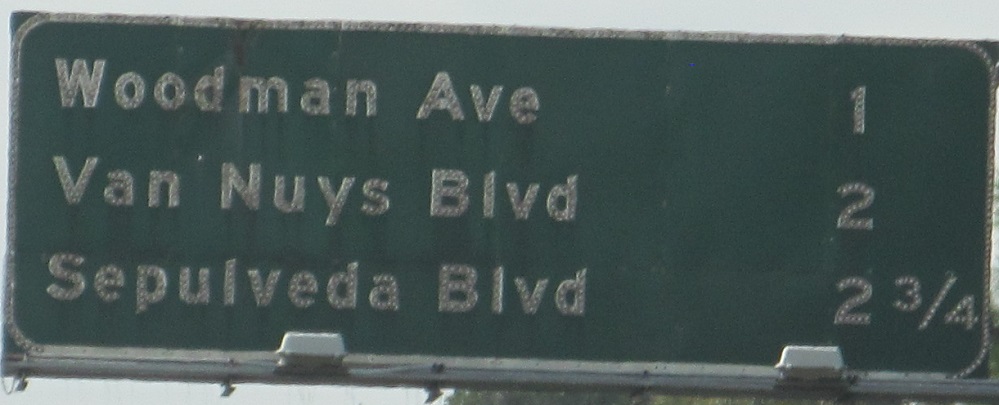 Woodman Ave 1
Van Nuys Blvd 2
Sepulveda Blvd 2 3/4